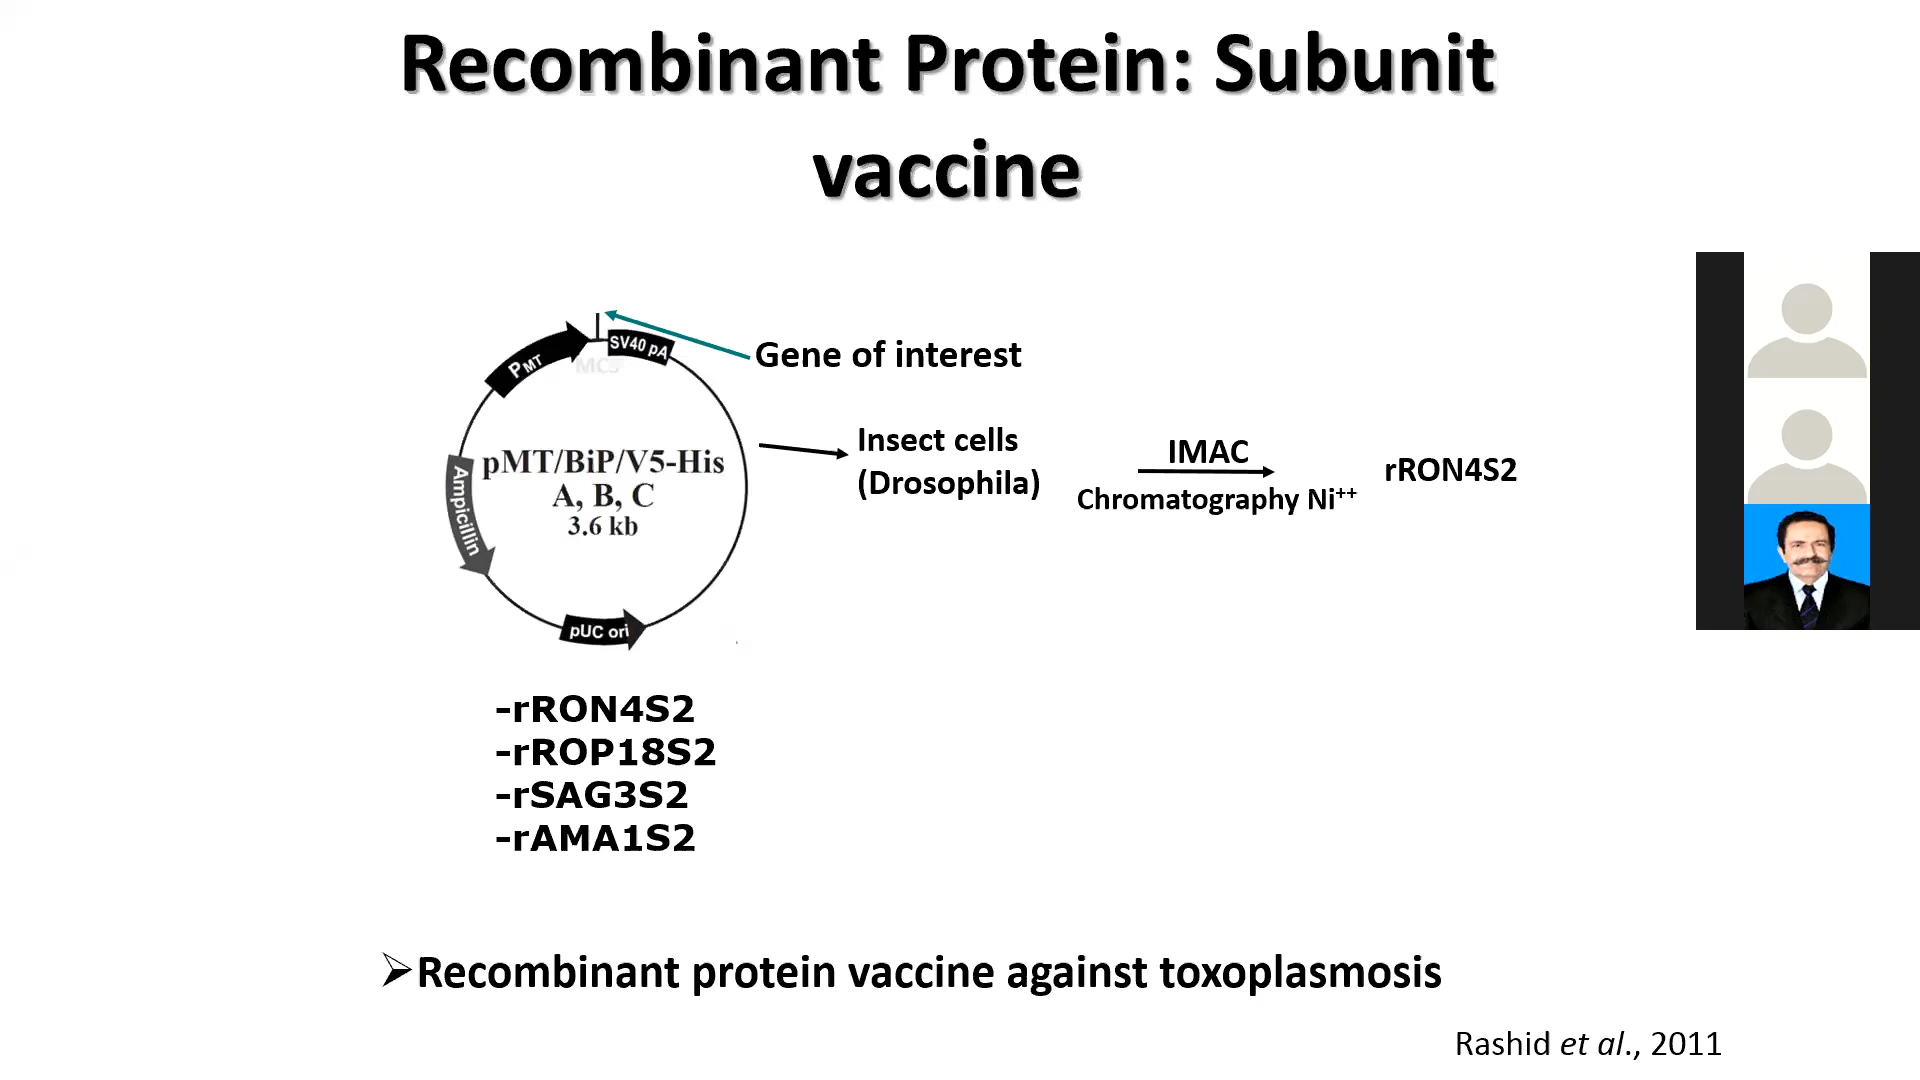 Recombinant Protein: Subunit
vaccine
PMT
MCS
SV40 pA
Gene of interest
pMT/BiP/V5-His
A, B, C
3.6 kb
Ampicillin
pUC ori
Insect cells
(Drosophila)
IMAC
Chromatography Ni++
rRON4S2
-rRON4S2
-rROP18S2
-rSAG3S2
-rAMA1S2
➢Recombinant protein vaccine against toxoplasmosis
Rashid et al., 2011